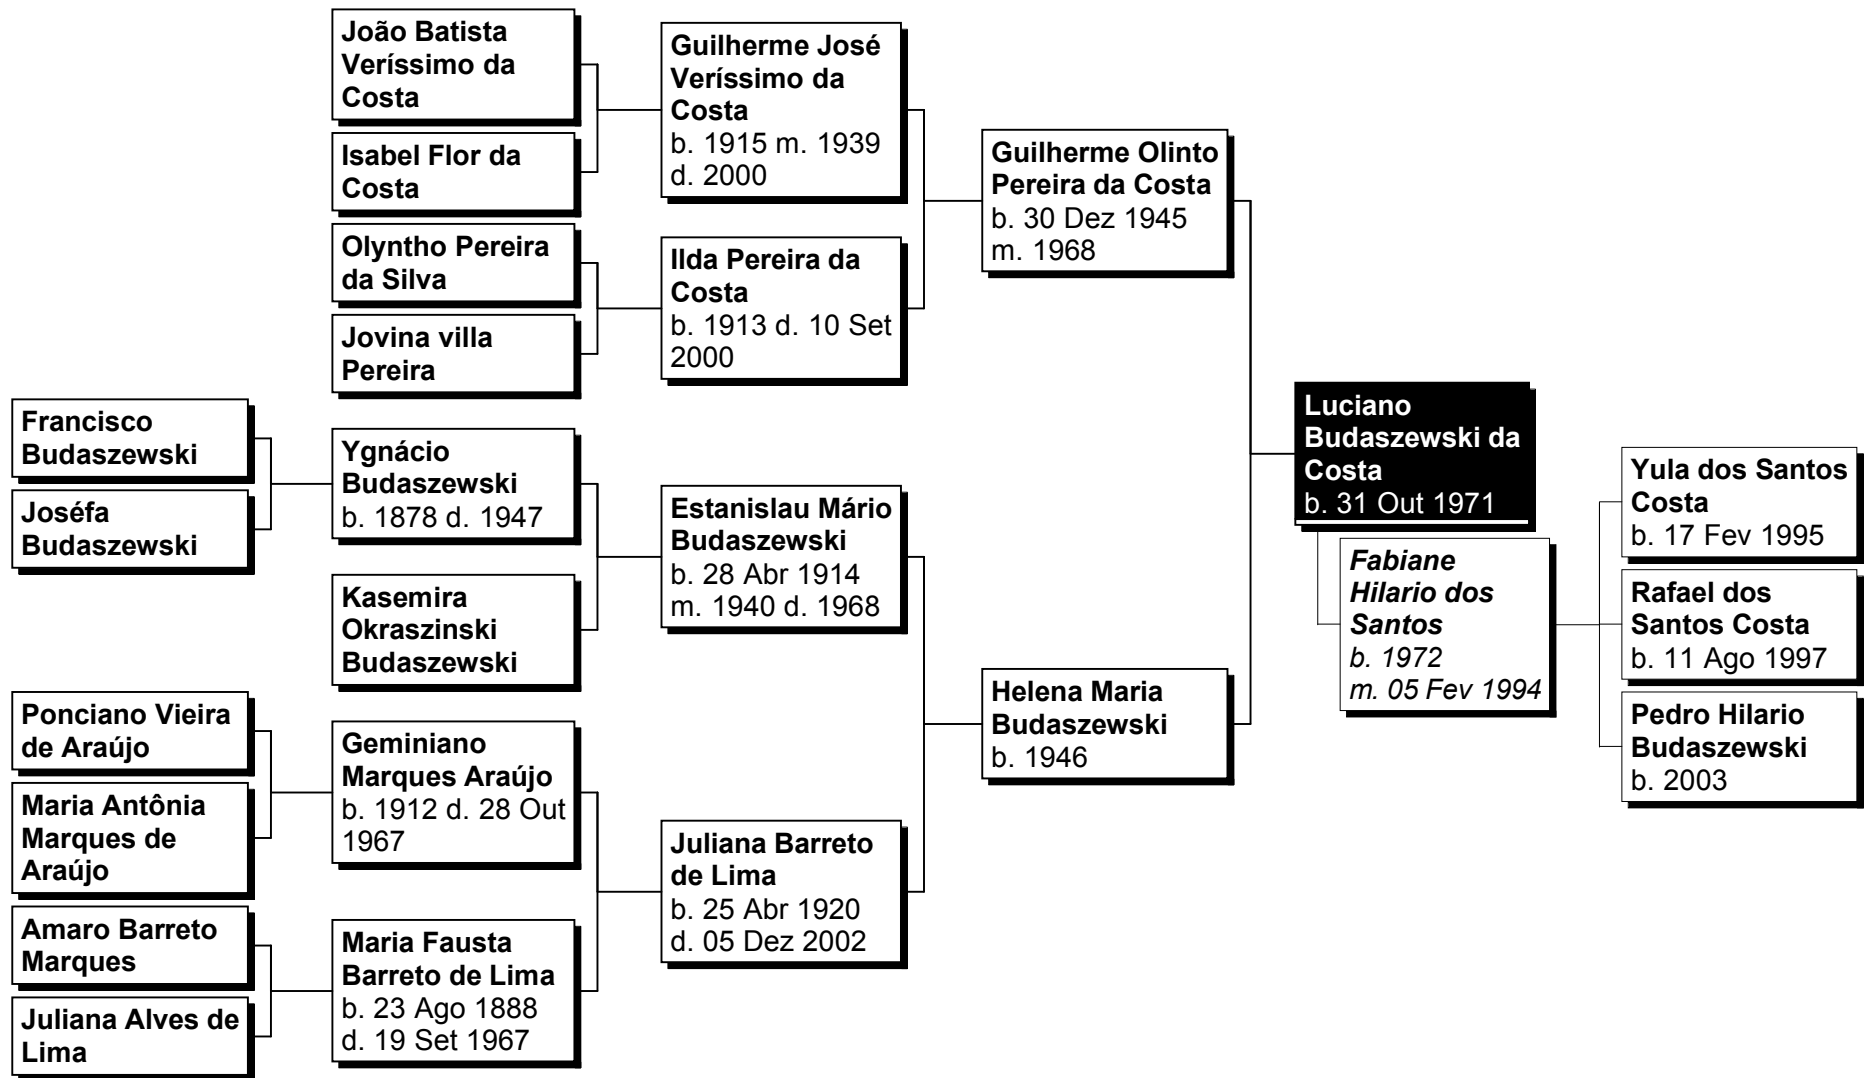 João Batista
Veríssimo da
Costa
Isabel Flor da
Costa
Olyntho Pereira
da Silva
Jovina villa
Pereira
Francisco
Budaszewski
Joséfa
Budaszewski
Ygnácio
Budaszewski
b. 1878 d. 1947
Kasemira
Okraszinski
Budaszewski
Ponciano Vieira
de Araújo
Maria Antônia
Marques de
Araújo
Geminiano
Marques Araújo
b. 1912 d. 28 Out
1967
Amaro Barreto
Marques
Juliana Alves de
Lima
Maria Fausta
Barreto de Lima
b. 23 Ago 1888
d. 19 Set 1967
Guilherme José
Veríssimo da
Costa
b. 1915 m. 1939
d. 2000
Ilda Pereira da
Costa
b. 1913 d. 10 Set
2000
Estanislau Mário
Budaszewski
b. 28 Abr 1914
m. 1940 d. 1968
Juliana Barreto
de Lima
b. 25 Abr 1920
d. 05 Dez 2002
Guilherme Olinto
Pereira da Costa
b. 30 Dez 1945
m. 1968
Helena Maria
Budaszewski
b. 1946
Luciano
Budaszewski da
Costa
b. 31 Out 1971
Fabiane
Hilario dos
Santos
b. 1972
m. 05 Fev 1994
Yula dos Santos
Costa
b. 17 Fev 1995
Rafael dos
Santos Costa
b. 11 Ago 1997
Pedro Hilario
Budaszewski
b. 2003